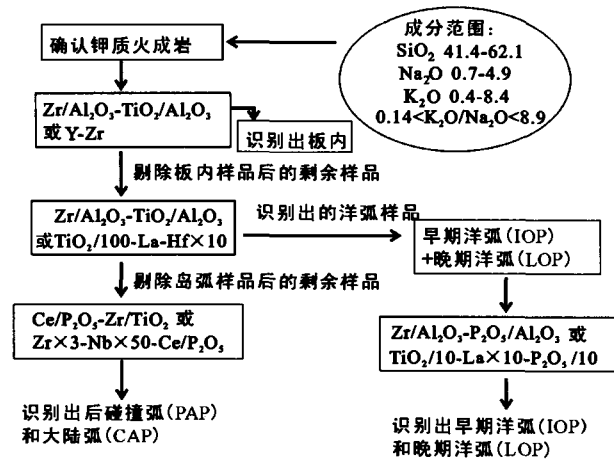 确认钾质火成岩
成分范围:
SiO₂ 41.4-62.1
Na₂O 0.7-4.9
K₂O 0.4-8.4
0.14<K₂O/Na₂O<8.9
Zr/Al₂O₃-TiO₂/Al₂O₃
或Y-Zr
识别出板内
剔除板内样品后的剩余样品
Zr/Al₂O₃-TiO₂/Al₂O₃
或TiO₂/100-La-Hf×10
识别出的洋弧样品
早期洋弧(IOP)
+晚期洋弧(LOP)
剔除岛弧样品后的剩余样品
Ce/P₂O₅-Zr/TiO₂ 或
Zr×3-Nb×50-Ce/P₂O₅
Zr/Al₂O₃-P₂O₅/Al₂O₃ 或
TiO₂/10-La×10-P₂O₅/10
识别出后碰撞弧(PAP)
和大陆弧(CAP)
识别出早期洋弧(IOP)
和晚期洋弧(LOP)